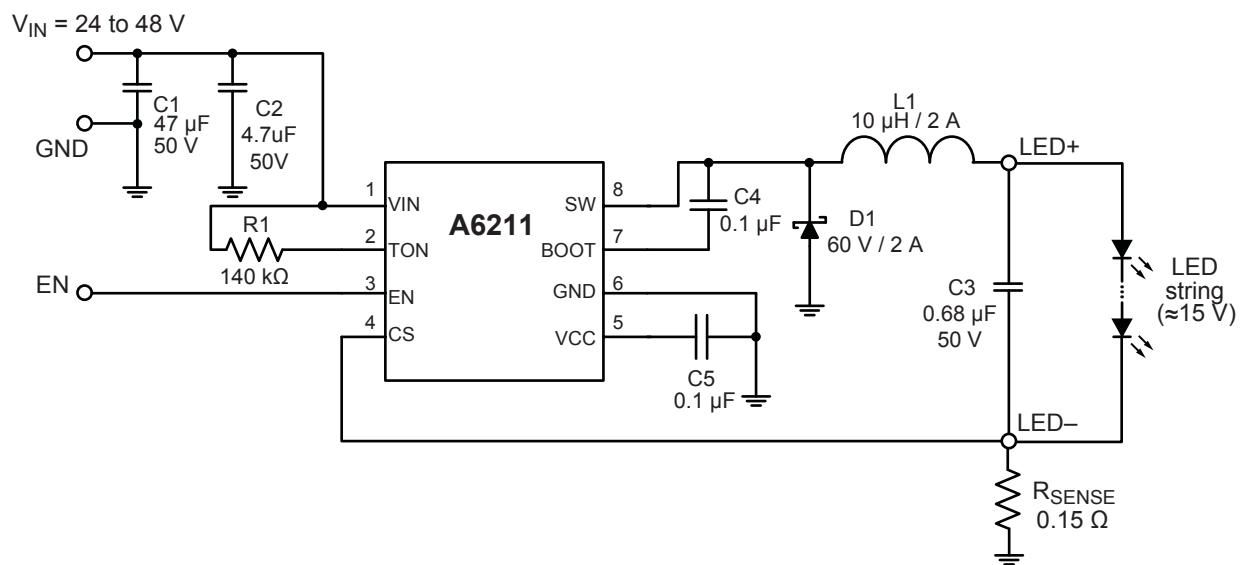 V_IN = 24 to 48 V
C1
47 µF
50 V
C2
4.7uF
50V
GND
L1
10 µH / 2 A
LED+
1
VIN
A6211
SW
8
C4
0.1 µF
D1
60 V / 2 A
R1
140 kΩ
2
TON
BOOT
7
EN
3
EN
GND
6
C3
0.68 µF
50 V
LED
string
(≈15 V)
4
CS
VCC
5
C5
0.1 µF
LED–
R_SENSE
0.15 Ω